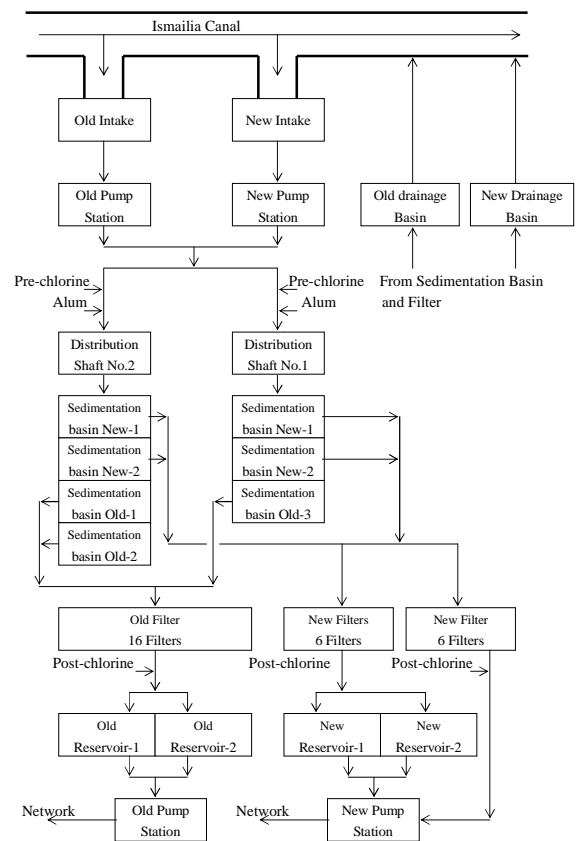 Ismailia Canal
Old Intake
New Intake
Old Pump
Station
New Pump
Station
Old drainage
Basin
New Drainage
Basin
Pre-chlorine
Alum
Pre-chlorine
Alum
From Sedimentation Basin
and Filter
Distribution
Shaft No.2
Distribution
Shaft No.1
Sedimentation
basin New-1
Sedimentation
basin New-2
Sedimentation
basin Old-1
Sedimentation
basin Old-2
Sedimentation
basin New-1
Sedimentation
basin New-2
Sedimentation
basin Old-3
Old Filter
16 Filters
New Filters
6 Filters
New Filter
6 Filters
Post-chlorine
Post-chlorine
Post-chlorine
Old
Reservoir-1
Old
Reservoir-2
New
Reservoir-1
New
Reservoir-2
Network
Old Pump
Station
Network
New Pump
Station